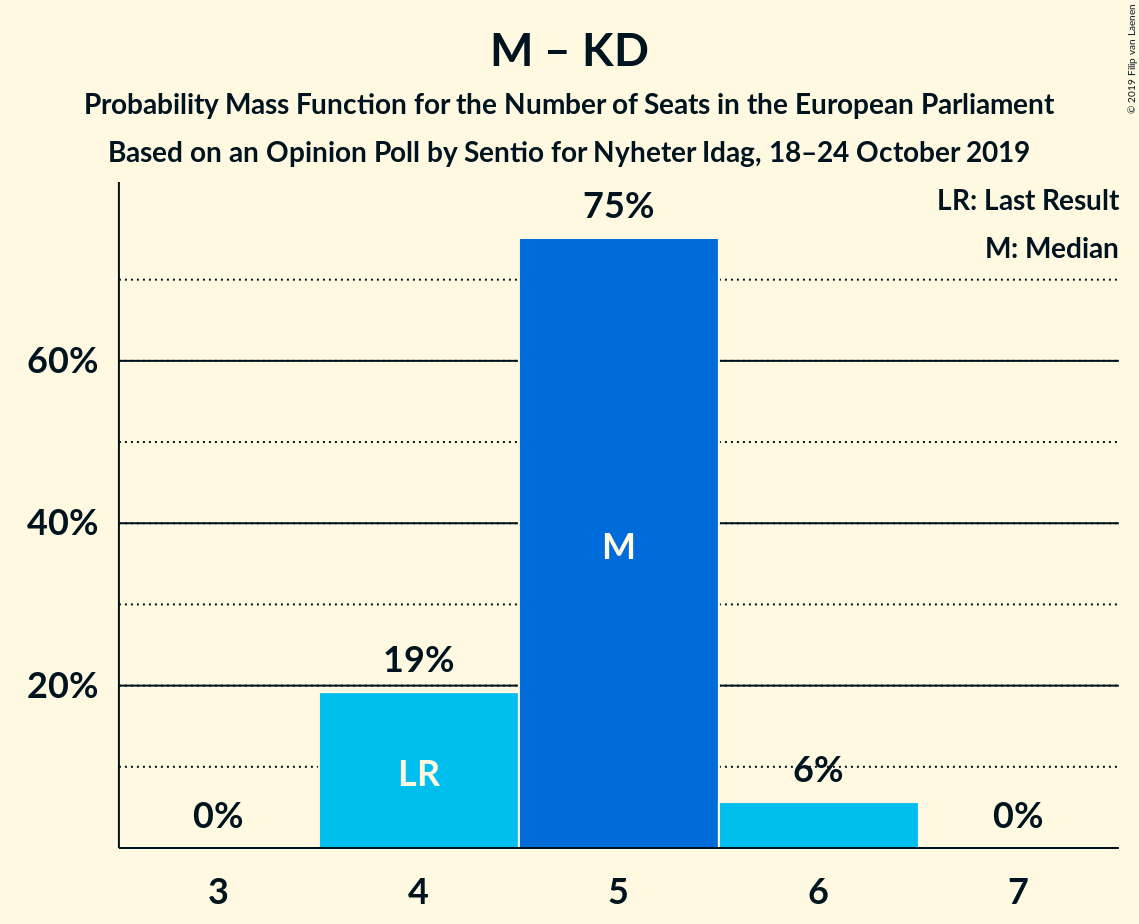 M – KD
Probability Mass Function for the Number of Seats in the European Parliament
Based on an Opinion Poll by Sentio for Nyheter Idag, 18–24 October 2019
© 2019 Filip van Laenen
LR: Last Result
M: Median
75%
60%
40%
M
19%
20%
LR
6%
0%
0%
3 4 5 6 7